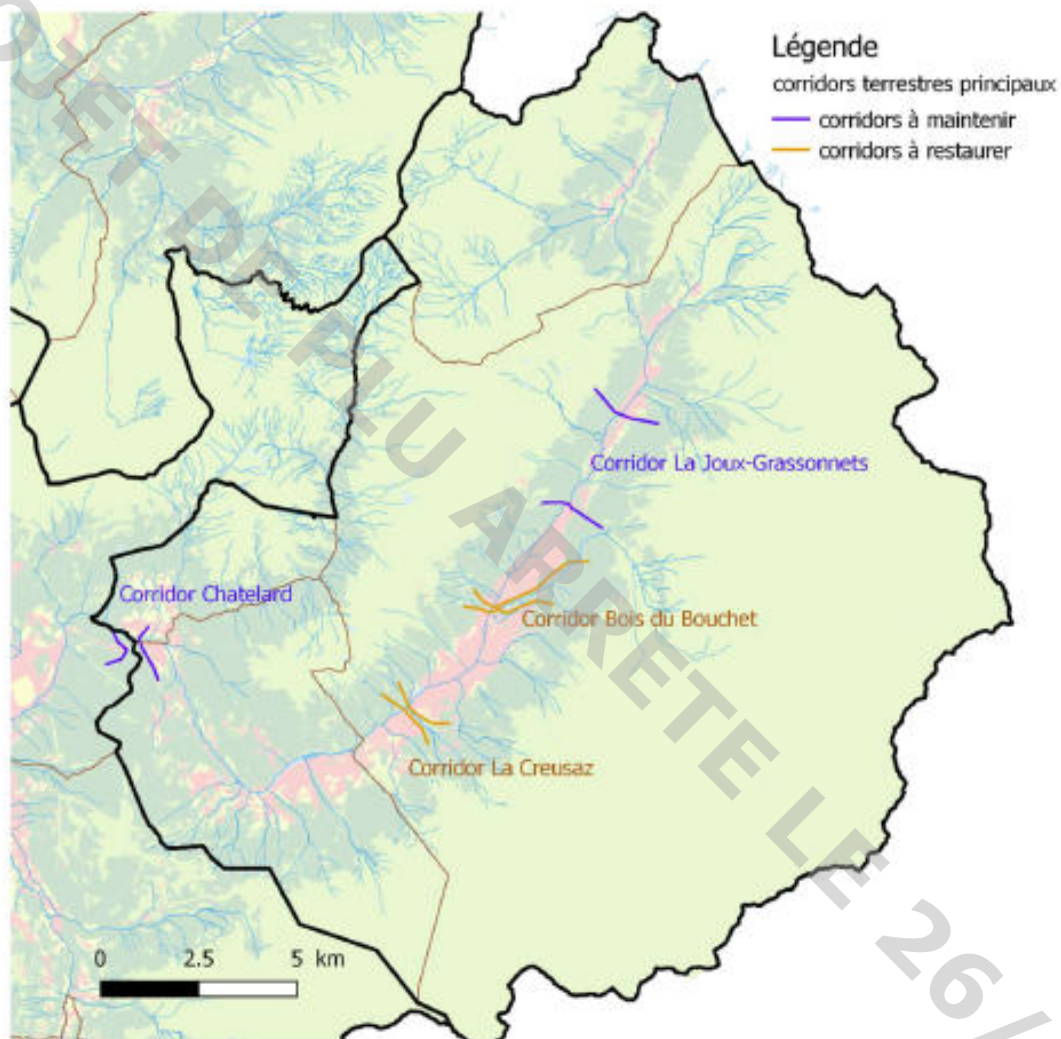 Légende
corridors terrestres principaux
corridors à maintenir
corridors à restaurer
Corridor La Joux-Grassonnets
Corridor Chatelard
Corridor Bois du Bouchet
Corridor La Creusaz
0 2.5 5 km
OJET DE PLU ARRETE LE 26/